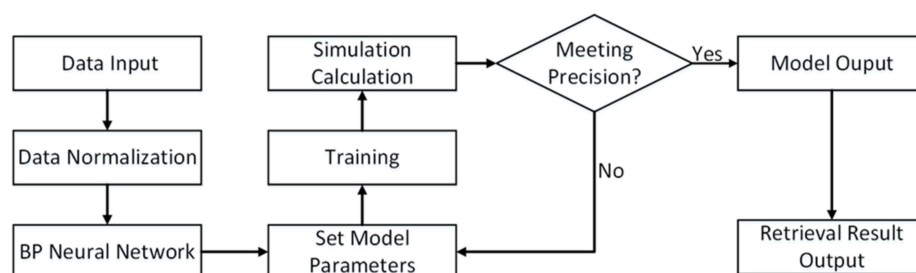 Data Input
Data Normalization
BP Neural Network
Set Model
Parameters
Training
Simulation
Calculation
Meeting
Precision?
Yes
No
Model Ouput
Retrieval Result
Output